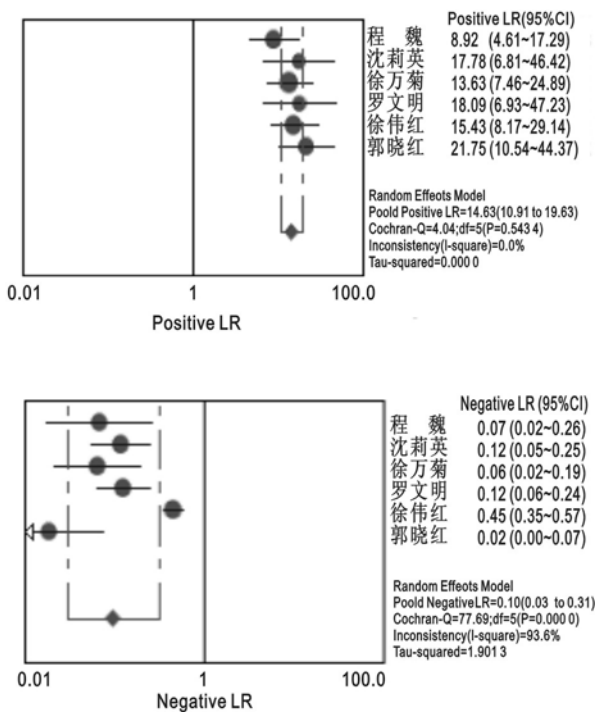 Positive LR(95%CI)
程 魏 8.92 (4.61~17.29)
沈莉英 17.78 (6.81~46.42)
徐万菊 13.63 (7.46~24.89)
罗文明 18.09 (6.93~47.23)
徐伟红 15.43 (8.17~29.14)
郭晓红 21.75 (10.54~44.37)
Random Effeots Model
Poold Positive LR=14.63(10.91 to 19.63)
Cochran-Q=4.04;df=5(P=0.543 4)
Inconsistency(I-square)=0.0%
Tau-squared=0.000 0
0.01 1 100.0
Positive LR
Negative LR (95%CI)
程 魏 0.07 (0.02~0.26)
沈莉英 0.12 (0.05~0.25)
徐万菊 0.06 (0.02~0.19)
罗文明 0.12 (0.06~0.24)
徐伟红 0.45 (0.35~0.57)
郭晓红 0.02 (0.00~0.07)
Random Effects Model
Poold NegativeLR=0.10(0.03 to 0.31)
Cochran-Q=77.69;df=5(P=0.000 0)
Inconsistency(I-square)=93.6%
Tau-squared=1.901 3
0.01 1 100.0
Negative LR